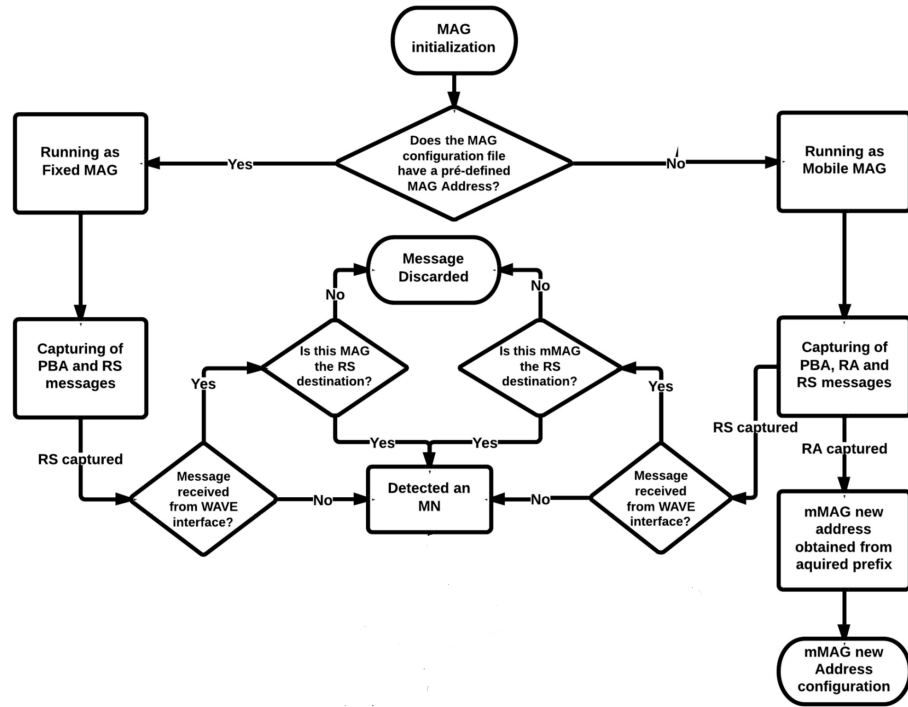 MAG
initialization
Does the MAG
configuration file
have a pré-defined
MAG Address?
Yes
No
Running as
Fixed MAG
Running as
Mobile MAG
Message
Discarded
No
No
Is this MAG
the RS
destination?
Is this mMAG
the RS
destination?
Capturing of
PBA and RS
messages
Capturing of
PBA, RA and
RS messages
Yes
Yes
RS captured
RS captured
RA captured
Yes
Yes
Message
received
from WAVE
interface?
No
Detected an
MN
No
Message
received
from WAVE
interface?
mMAG new
address
obtained from
aquired prefix
mMAG new
Address
configuration